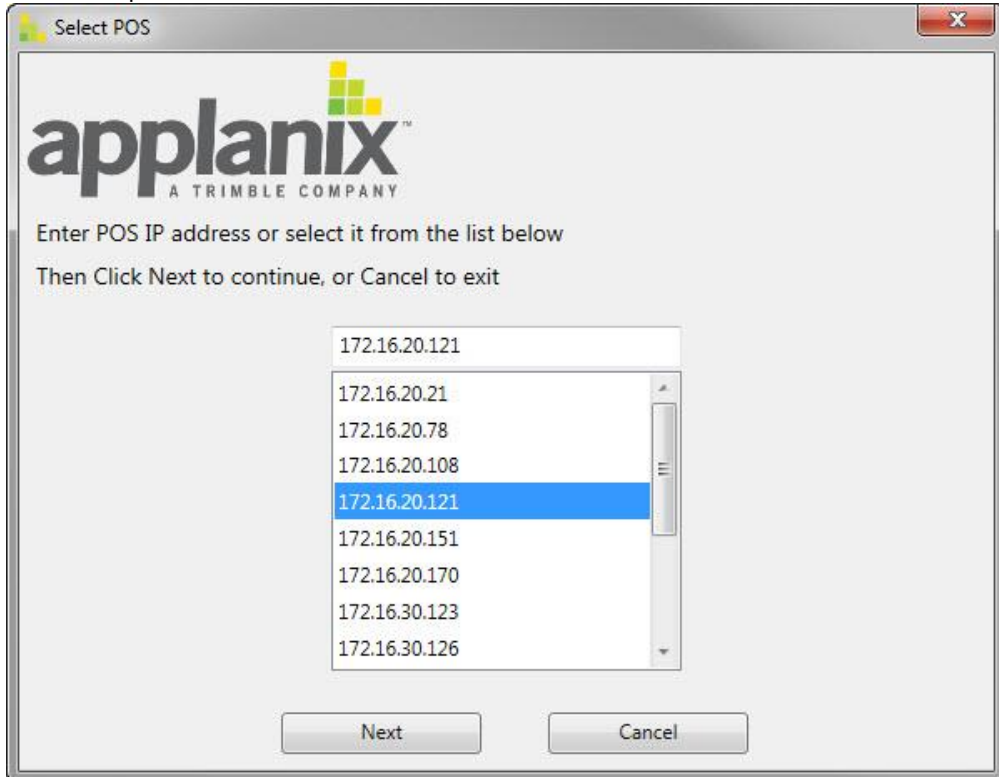 Select POS
applanix™
A TRIMBLE COMPANY
Enter POS IP address or select it from the list below
Then Click Next to continue, or Cancel to exit
172.16.20.121
172.16.20.21
172.16.20.78
172.16.20.108
172.16.20.121
172.16.20.151
172.16.20.170
172.16.30.123
172.16.30.126
Next Cancel